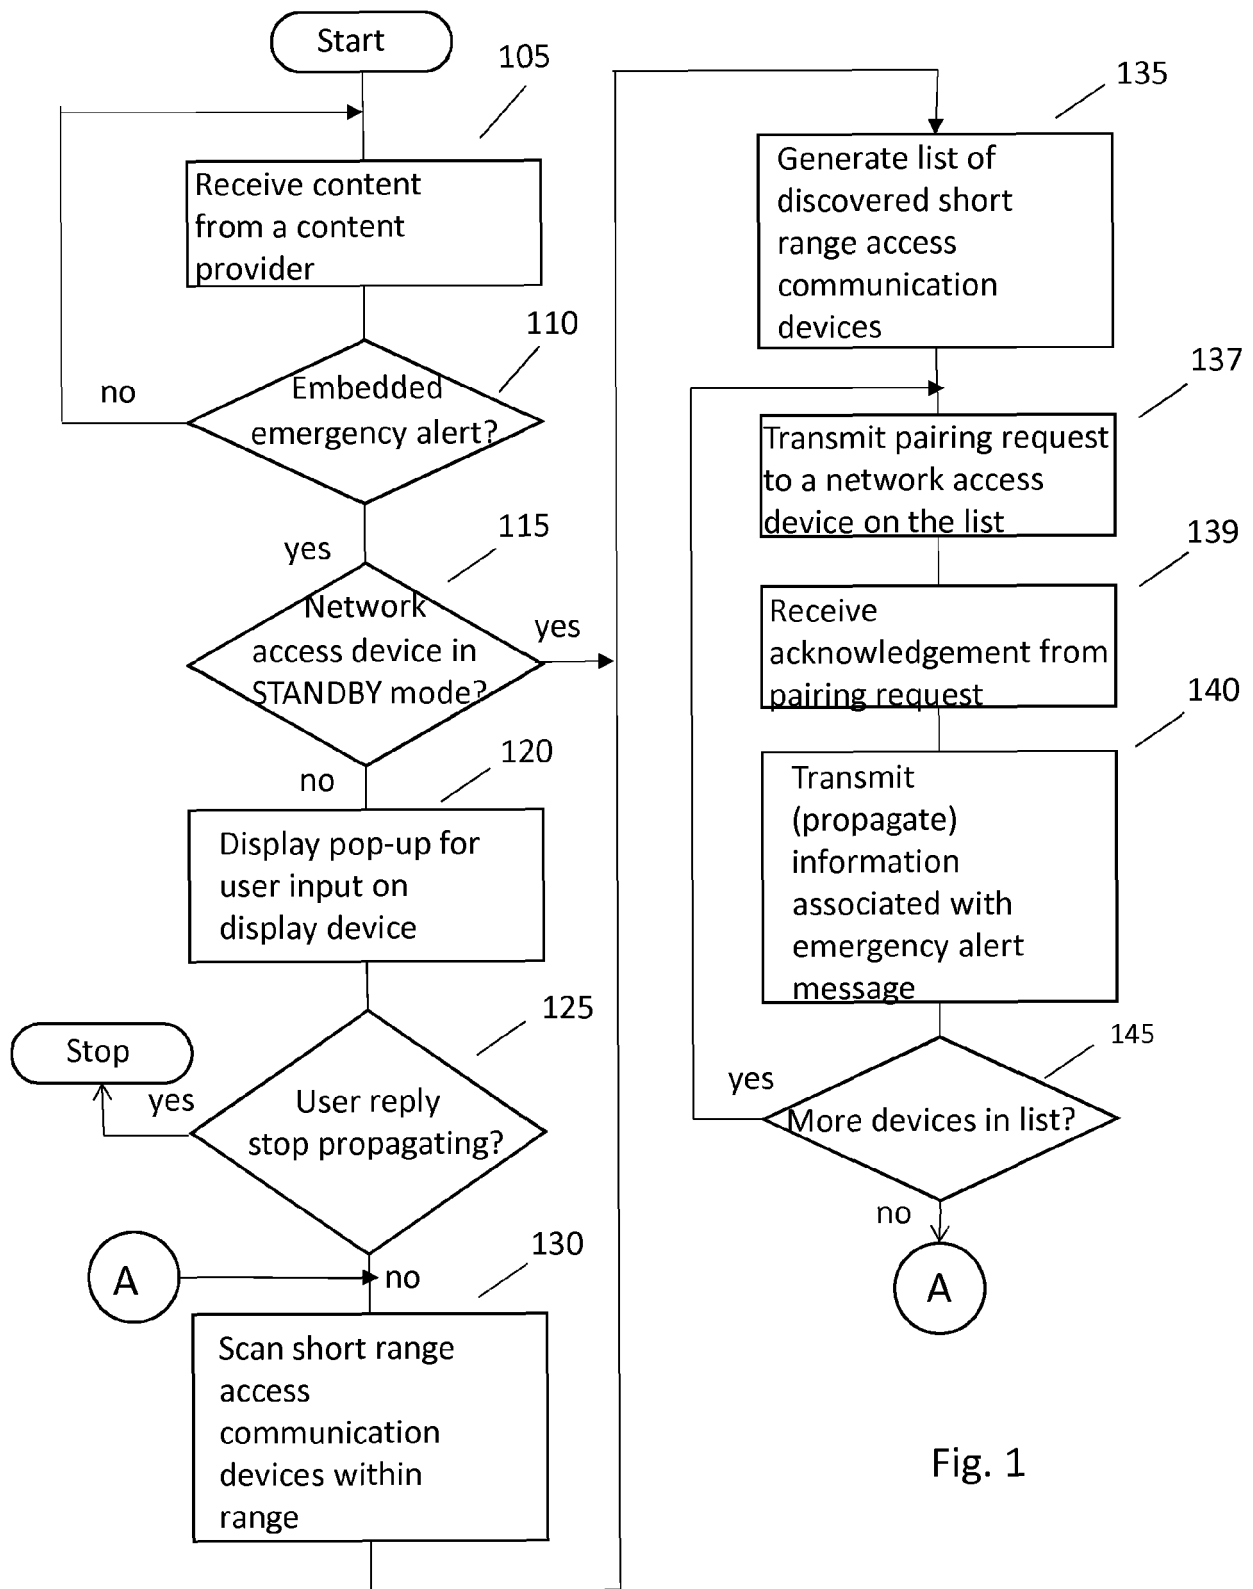 Start
105
Receive content
from a content
provider
110
Embedded
emergency alert?
no
yes
115
Network
access device in
STANDBY mode?
yes
no
120
Display pop-up for
user input on
display device
125
Stop
yes
User reply
stop propagating?
A
no
130
Scan short range
access
communication
devices within
range
135
Generate list of
discovered short
range access
communication
devices
137
Transmit pairing request
to a network access
device on the list
139
Receive
acknowledgement from
pairing request
140
Transmit
(propagate)
information
associated with
emergency alert
message
145
yes
More devices in list?
no
A
Fig. 1